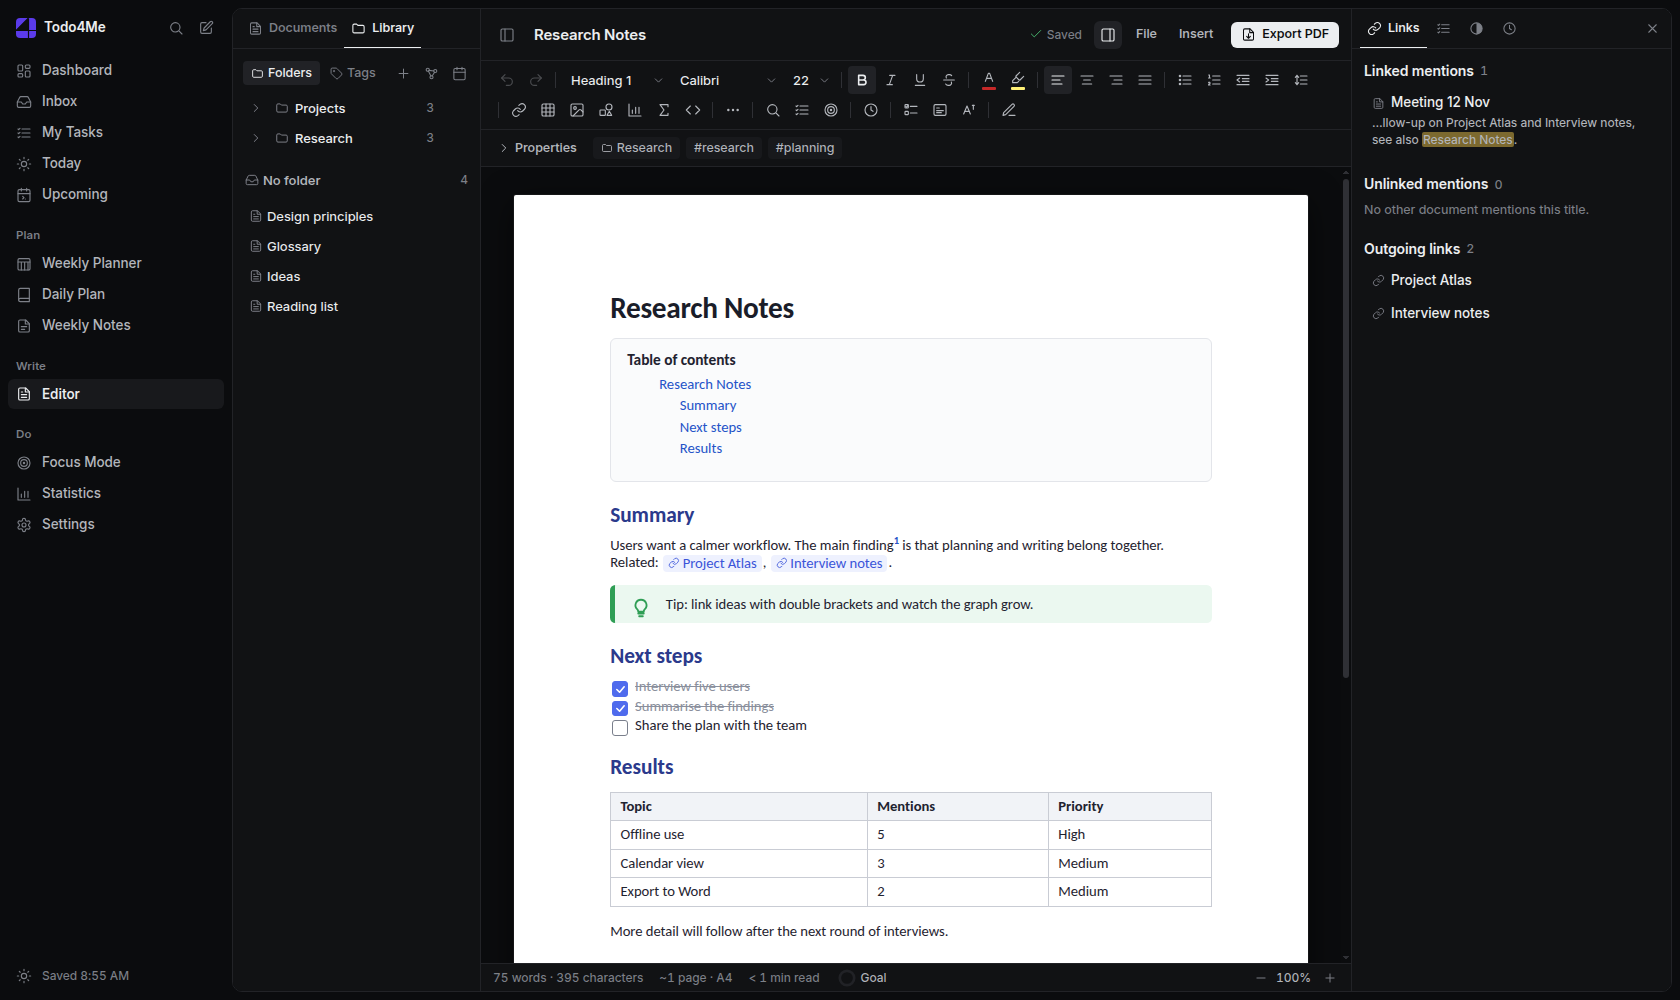 Todo4Me
Dashboard
Inbox
My Tasks
Today
Upcoming
Plan
Weekly Planner
Daily Plan
Weekly Notes
Write
Editor
Do
Focus Mode
Statistics
Settings
Saved 8:55 AM
Documents Library
Folders Tags
Projects 3
Research 3
No folder 4
Design principles
Glossary
Ideas
Reading list
Research Notes
Saved File Insert Export PDF
Heading 1 Calibri 22 B I U S A
Properties Research #research #planning
Research Notes
Table of contents
Research Notes
Summary
Next steps
Results
Summary
Users want a calmer workflow. The main finding1 is that planning and writing belong together.
Related: Project Atlas , Interview notes .
Tip: link ideas with double brackets and watch the graph grow.
Next steps
Interview five users
Summarise the findings
Share the plan with the team
Results
Topic Mentions Priority
Offline use 5 High
Calendar view 3 Medium
Export to Word 2 Medium
More detail will follow after the next round of interviews.
75 words · 395 characters ~1 page · A4 < 1 min read Goal 100%
Links
Linked mentions 1
Meeting 12 Nov
...llow-up on Project Atlas and Interview notes,
see also Research Notes.
Unlinked mentions 0
No other document mentions this title.
Outgoing links 2
Project Atlas
Interview notes